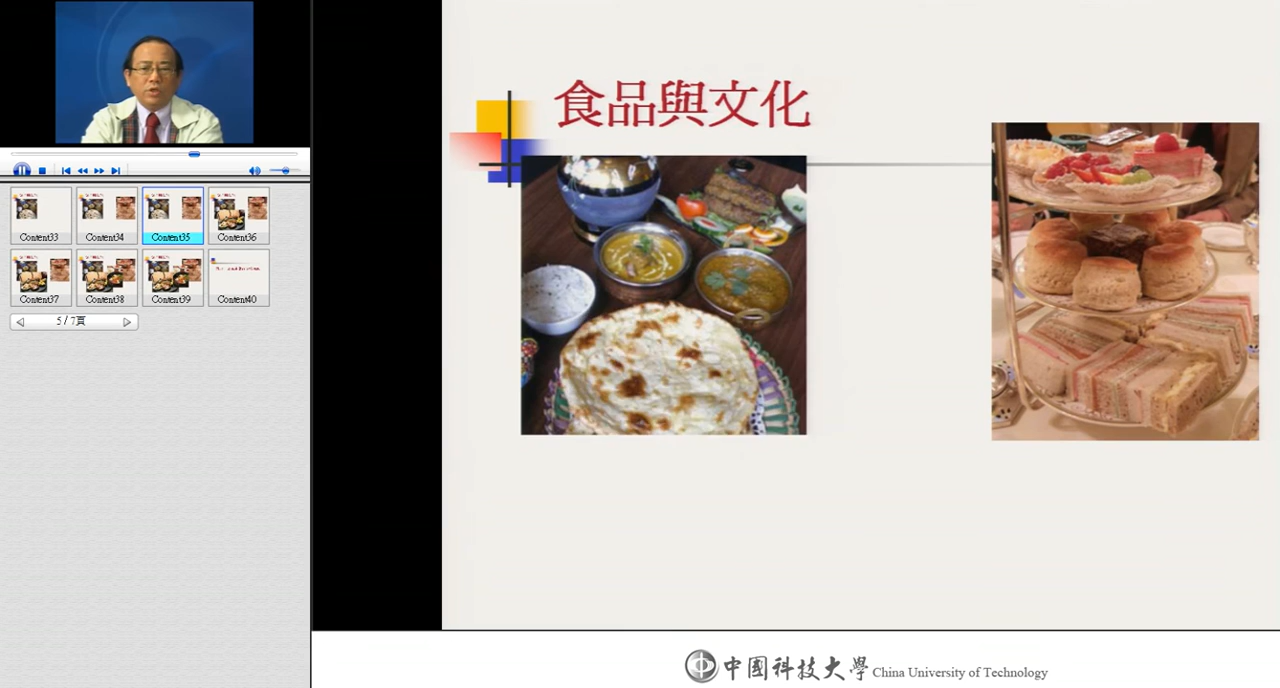 食品與文化
Content33
Content34
Content35
Content36
Content37
Content38
Content39
Content40
5 / 7頁
中國科技大學 China University of Technology